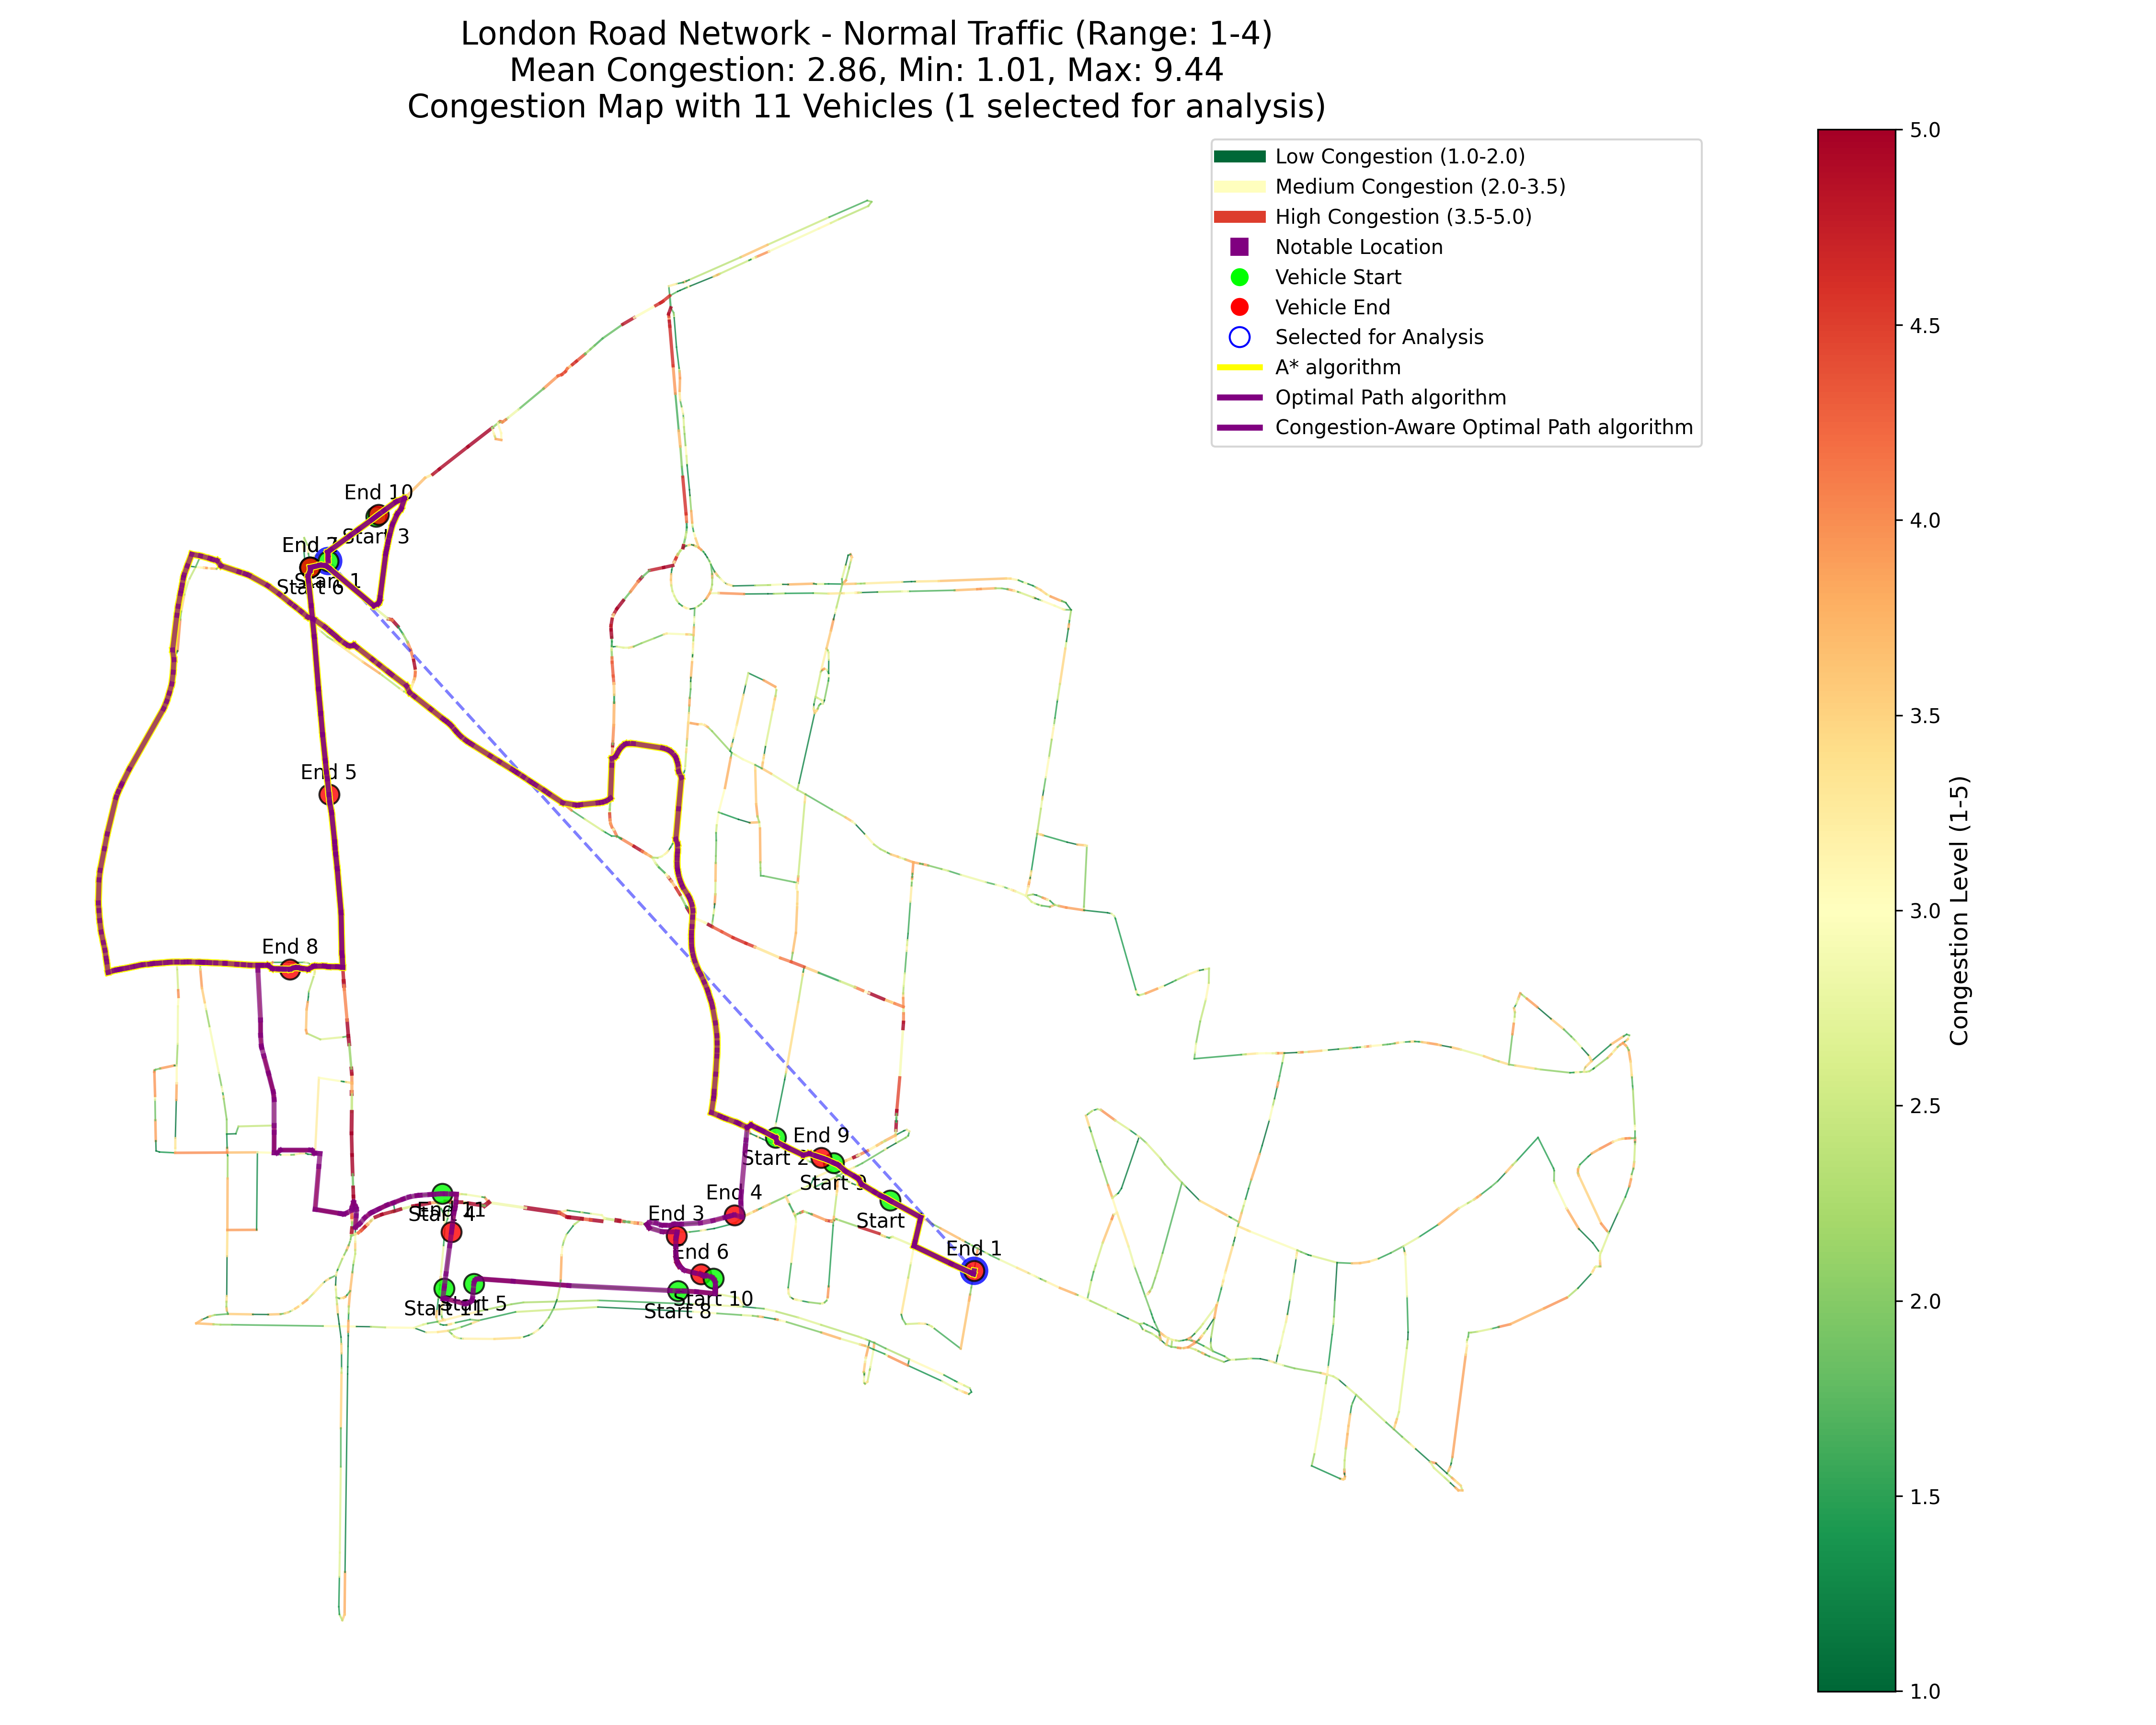 London Road Network - Normal Traffic (Range: 1-4)
Mean Congestion: 2.86, Min: 1.01, Max: 9.44
Congestion Map with 11 Vehicles (1 selected for analysis)
Low Congestion (1.0-2.0)
Medium Congestion (2.0-3.5)
High Congestion (3.5-5.0)
Notable Location
Vehicle Start
Vehicle End
Selected for Analysis
A* algorithm
Optimal Path algorithm
Congestion-Aware Optimal Path algorithm
5.0
4.5
4.0
3.5
3.0
2.5
2.0
1.5
1.0
Congestion Level (1-5)
End 10
Start 3
End 7
Start 1
Start 6
End 5
End 8
End 9
Start 2
Start 9
End 4
End 11
Start 4
End 3
Start
End 6
End 1
Start 10
Start 11
Start 5
Start 8